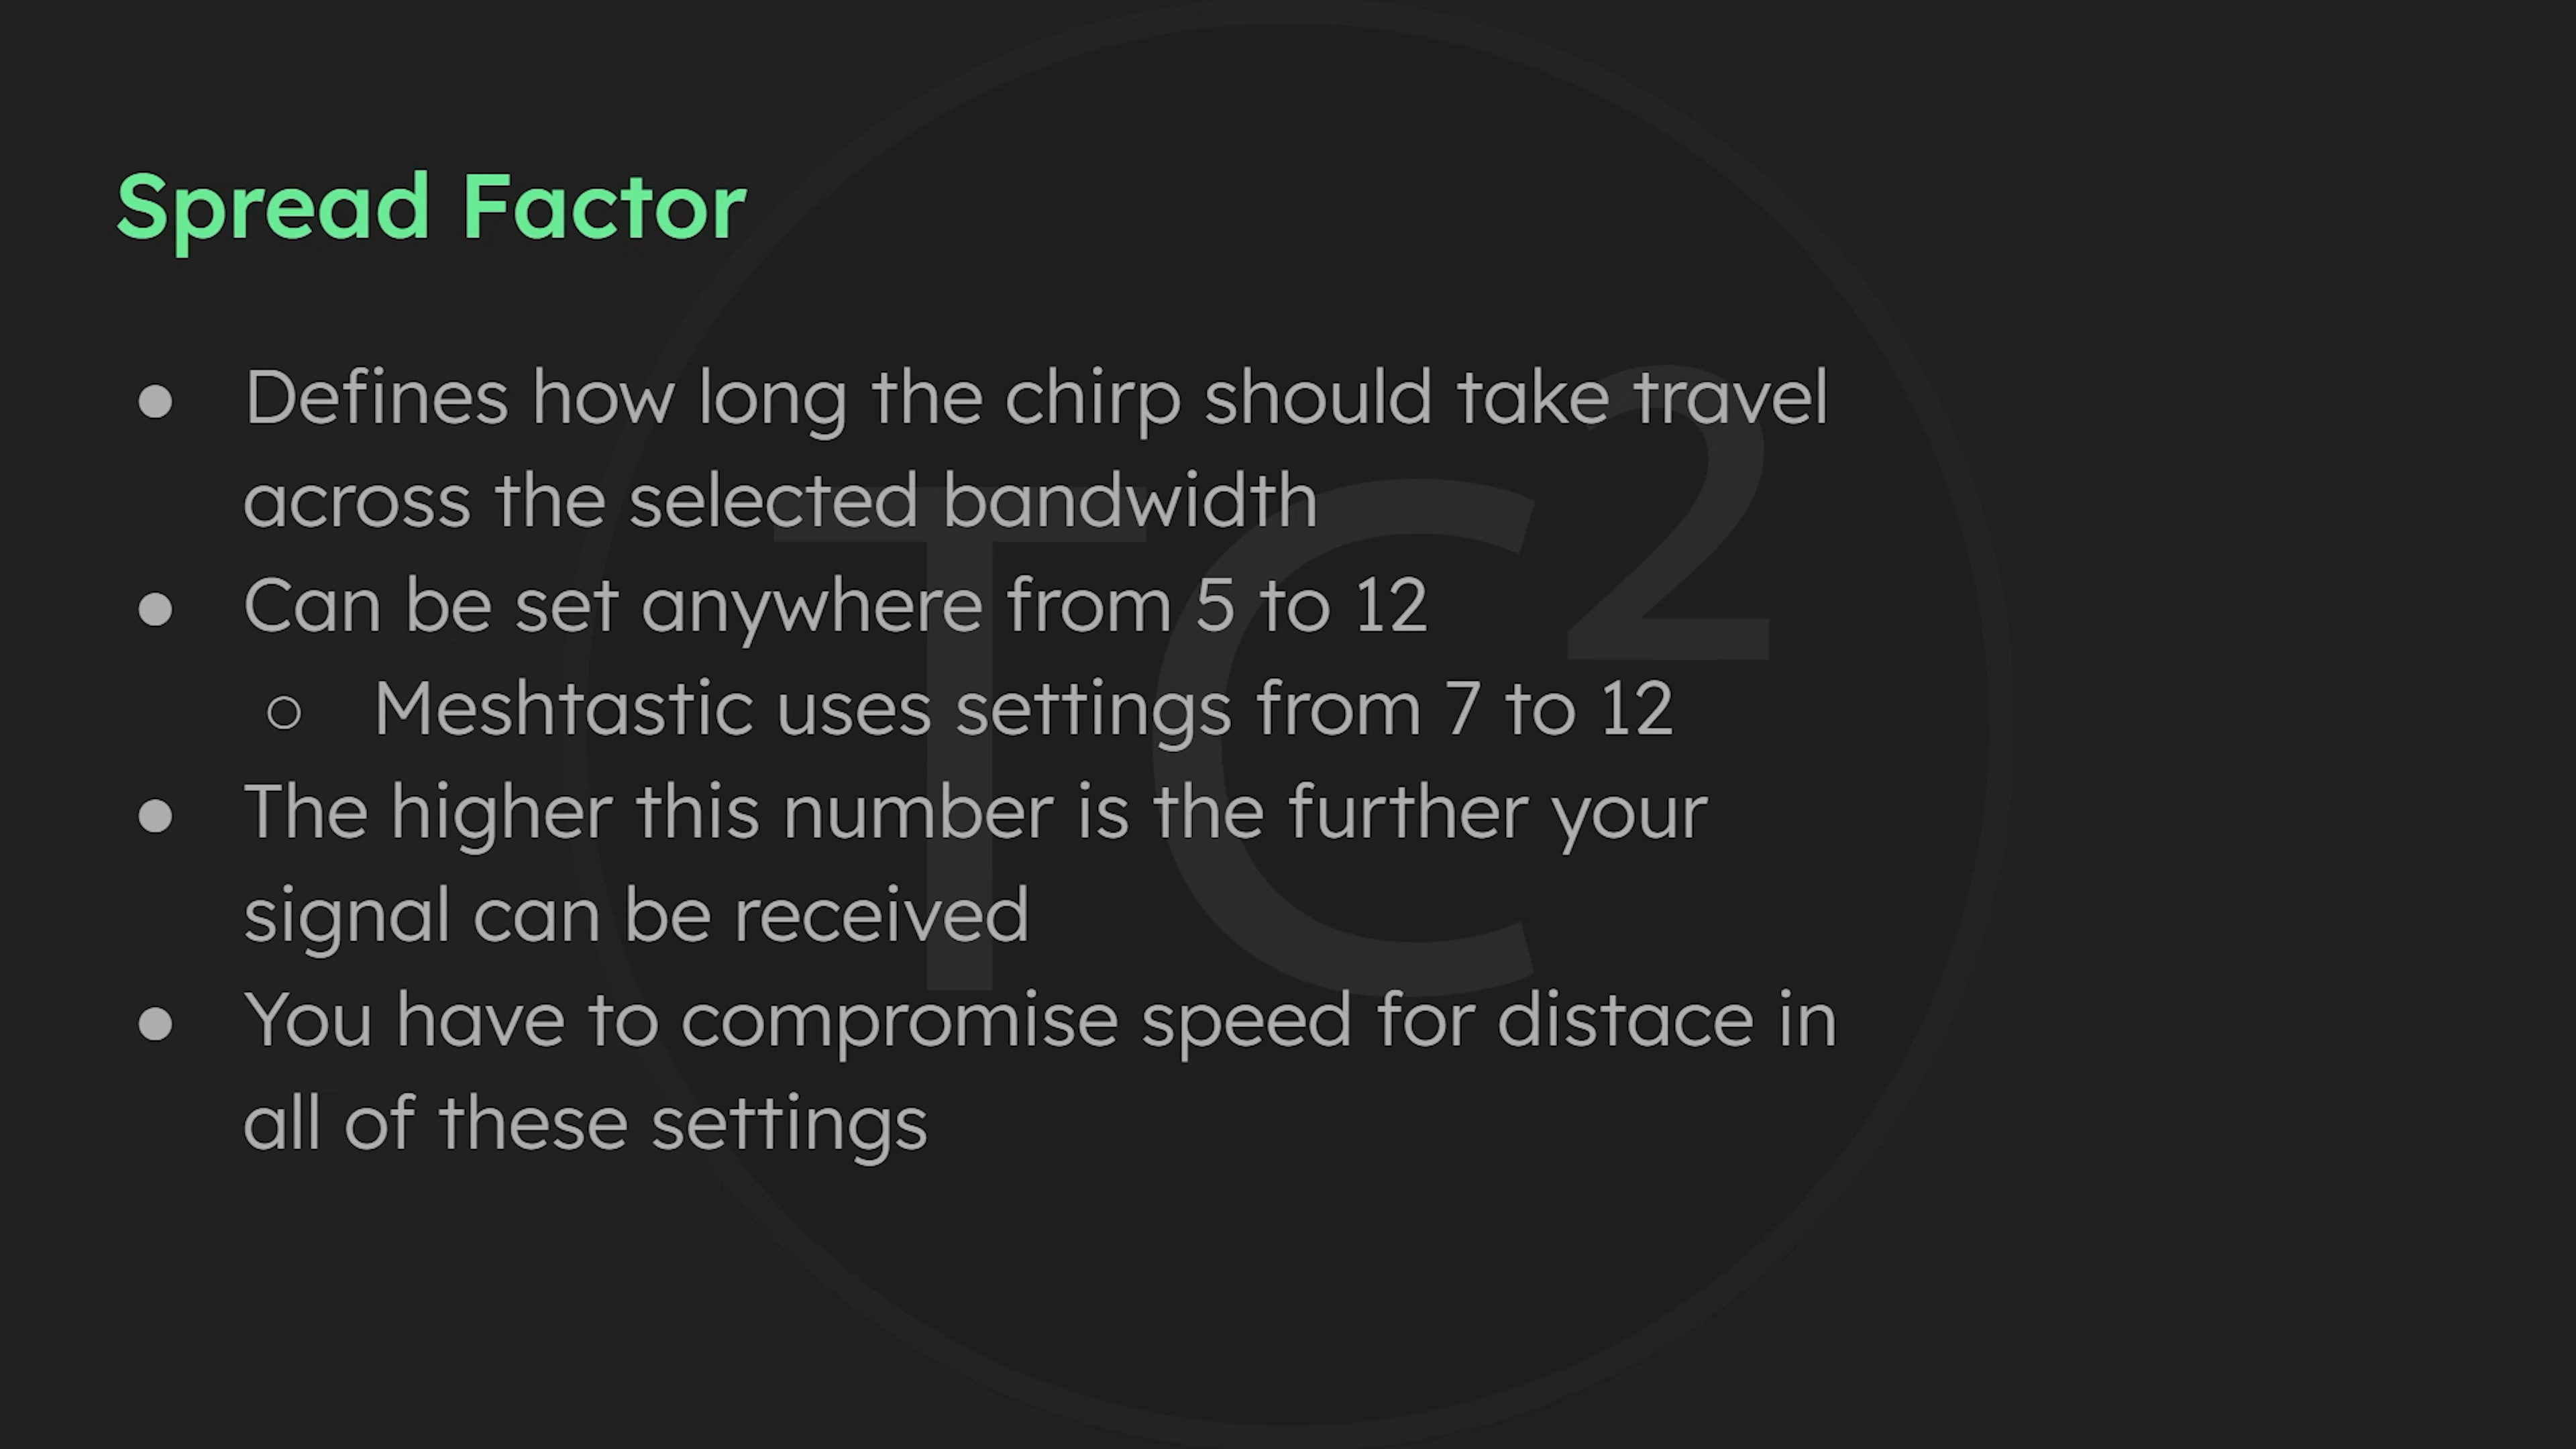 Spread Factor
● Defines how long the chirp should take travel
across the selected bandwidth
● Can be set anywhere from 5 to 12
○ Meshtastic uses settings from 7 to 12
● The higher this number is the further your
signal can be received
● You have to compromise speed for distace in
all of these settings
TC²